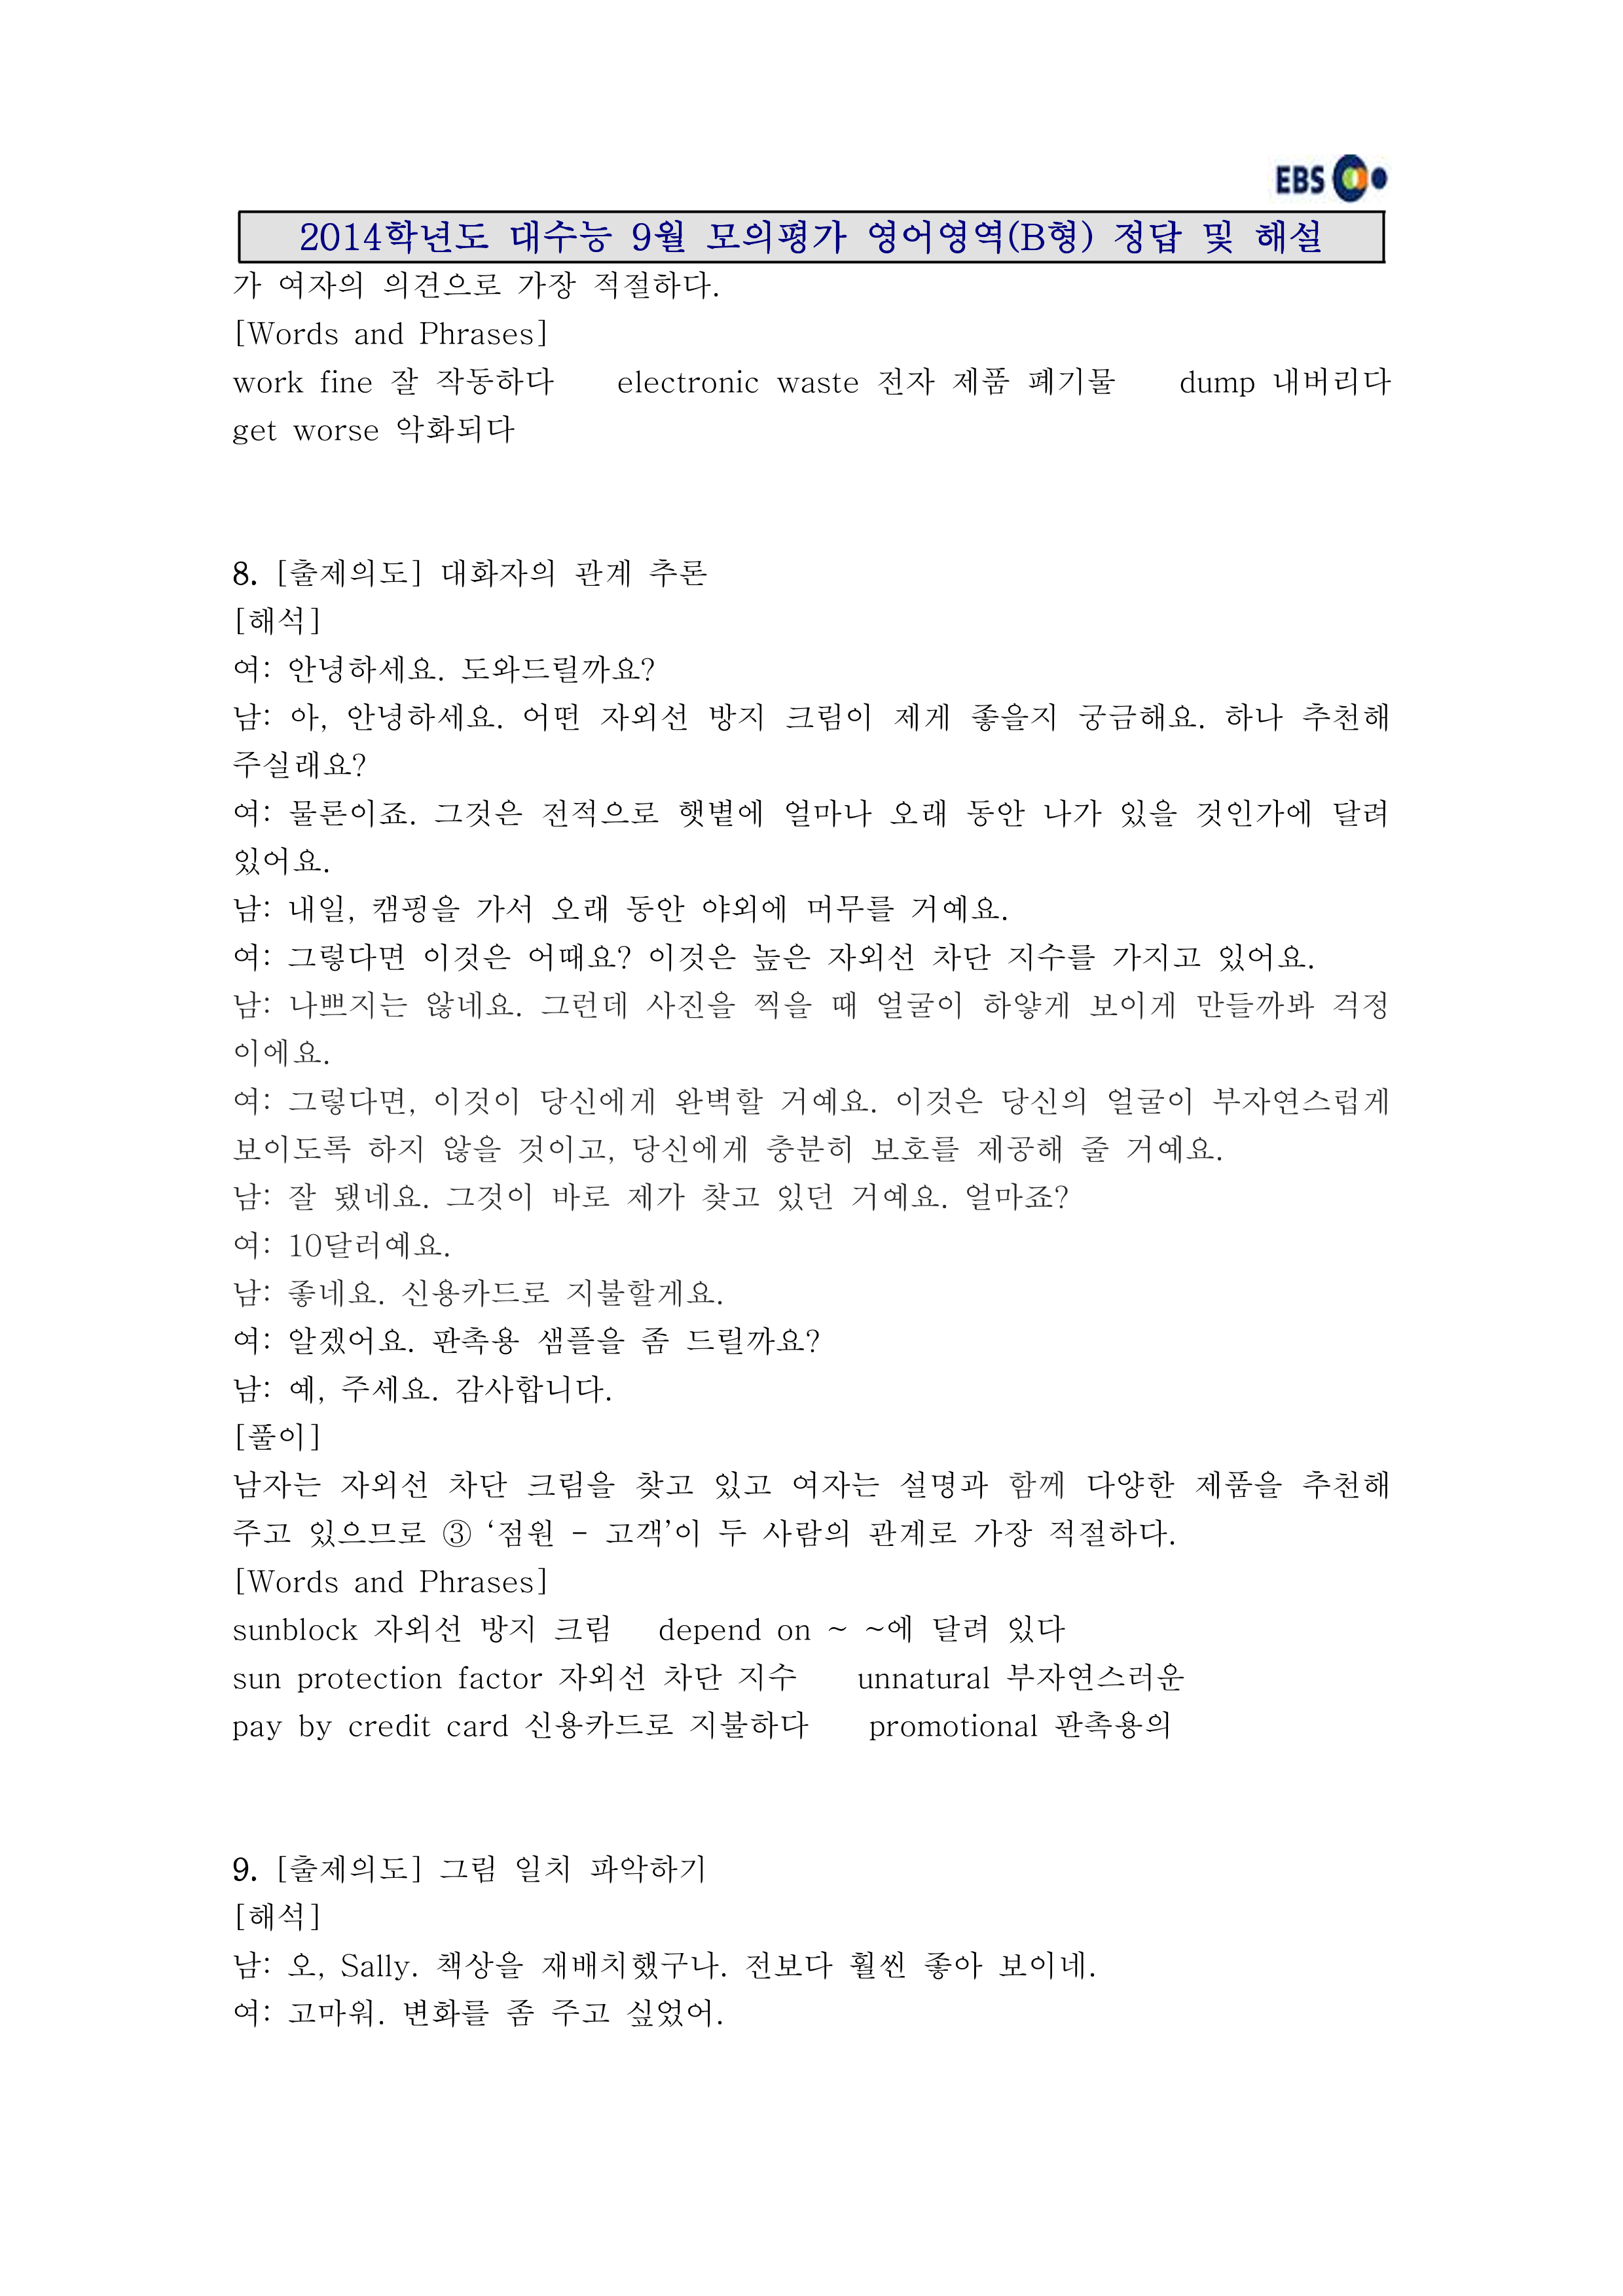 EBS
2014학년도 대수능 9월 모의평가 영어영역(B형) 정답 및 해설
가 여자의 의견으로 가장 적절하다.
[Words and Phrases]
work fine 잘 작동하다 electronic waste 전자 제품 폐기물 dump 내버리다
get worse 악화되다
8. [출제의도] 대화자의 관계 추론
[해석]
여: 안녕하세요. 도와드릴까요?
남: 아, 안녕하세요. 어떤 자외선 방지 크림이 제게 좋을지 궁금해요. 하나 추천해
주실래요?
여: 물론이죠. 그것은 전적으로 햇볕에 얼마나 오래 동안 나가 있을 것인가에 달려
있어요.
남: 내일, 캠핑을 가서 오래 동안 야외에 머무를 거예요.
여: 그렇다면 이것은 어때요? 이것은 높은 자외선 차단 지수를 가지고 있어요.
남: 나쁘지는 않네요. 그런데 사진을 찍을 때 얼굴이 하얗게 보이게 만들까봐 걱정
이에요.
여: 그렇다면, 이것이 당신에게 완벽할 거예요. 이것은 당신의 얼굴이 부자연스럽게
보이도록 하지 않을 것이고, 당신에게 충분히 보호를 제공해 줄 거예요.
남: 잘 됐네요. 그것이 바로 제가 찾고 있던 거예요. 얼마죠?
여: 10달러예요.
남: 좋네요. 신용카드로 지불할게요.
여: 알겠어요. 판촉용 샘플을 좀 드릴까요?
남: 예, 주세요. 감사합니다.
[풀이]
남자는 자외선 차단 크림을 찾고 있고 여자는 설명과 함께 다양한 제품을 추천해
주고 있으므로 ③ ‘점원 - 고객’이 두 사람의 관계로 가장 적절하다.
[Words and Phrases]
sunblock 자외선 방지 크림 depend on ~ ~에 달려 있다
sun protection factor 자외선 차단 지수 unnatural 부자연스러운
pay by credit card 신용카드로 지불하다 promotional 판촉용의
9. [출제의도] 그림 일치 파악하기
[해석]
남: 오, Sally. 책상을 재배치했구나. 전보다 훨씬 좋아 보이네.
여: 고마워. 변화를 좀 주고 싶었어.